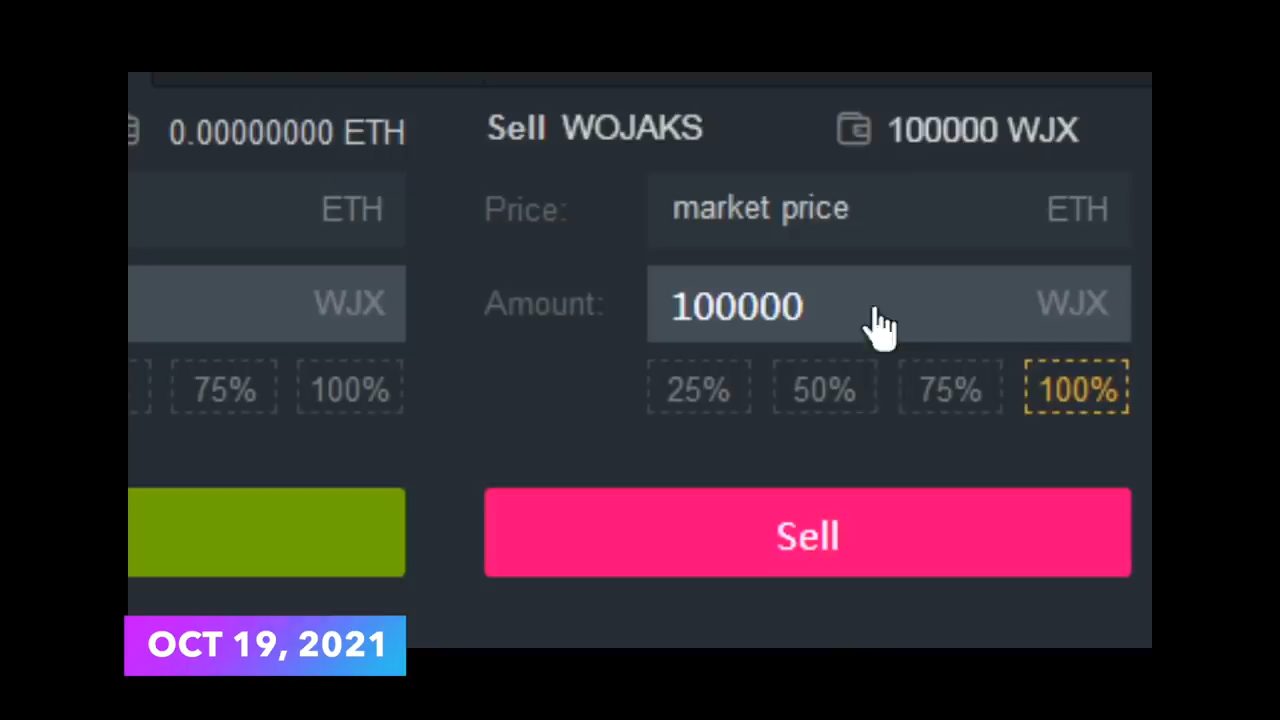 0.00000000 ETH
Sell WOJAKS
100000 WJX
ETH
Price:
market price
ETH
WJX
Amount:
100000
WJX
75%
100%
25%
50%
75%
100%
Sell
OCT 19, 2021